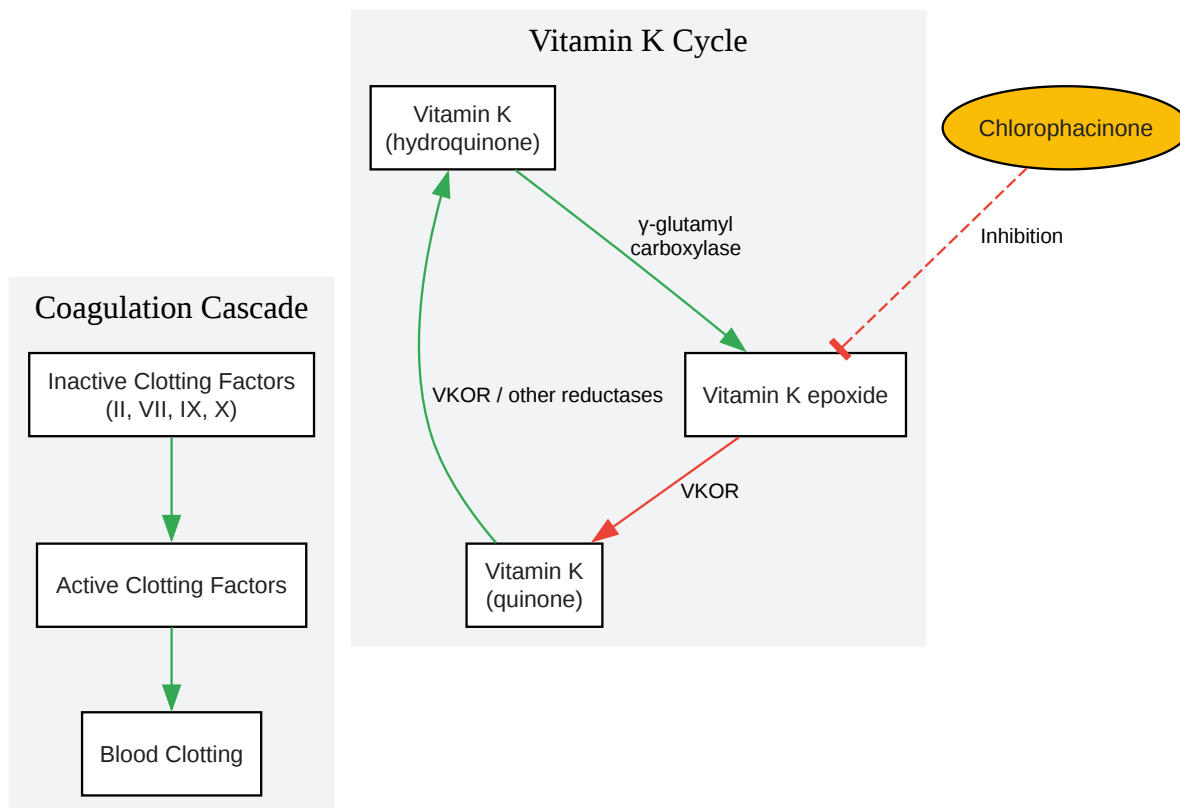 Vitamin K Cycle
Vitamin K
(hydroquinone)
Chlorophacinone
γ-glutamyl
carboxylase
Inhibition
Coagulation Cascade
Inactive Clotting Factors
(II, VII, IX, X)
VKOR / other reductases
Vitamin K epoxide
VKOR
Active Clotting Factors
Vitamin K
(quinone)
Blood Clotting